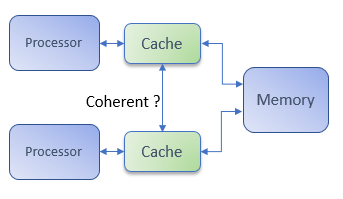 Processor
Cache
Coherent ?
Memory
Processor
Cache